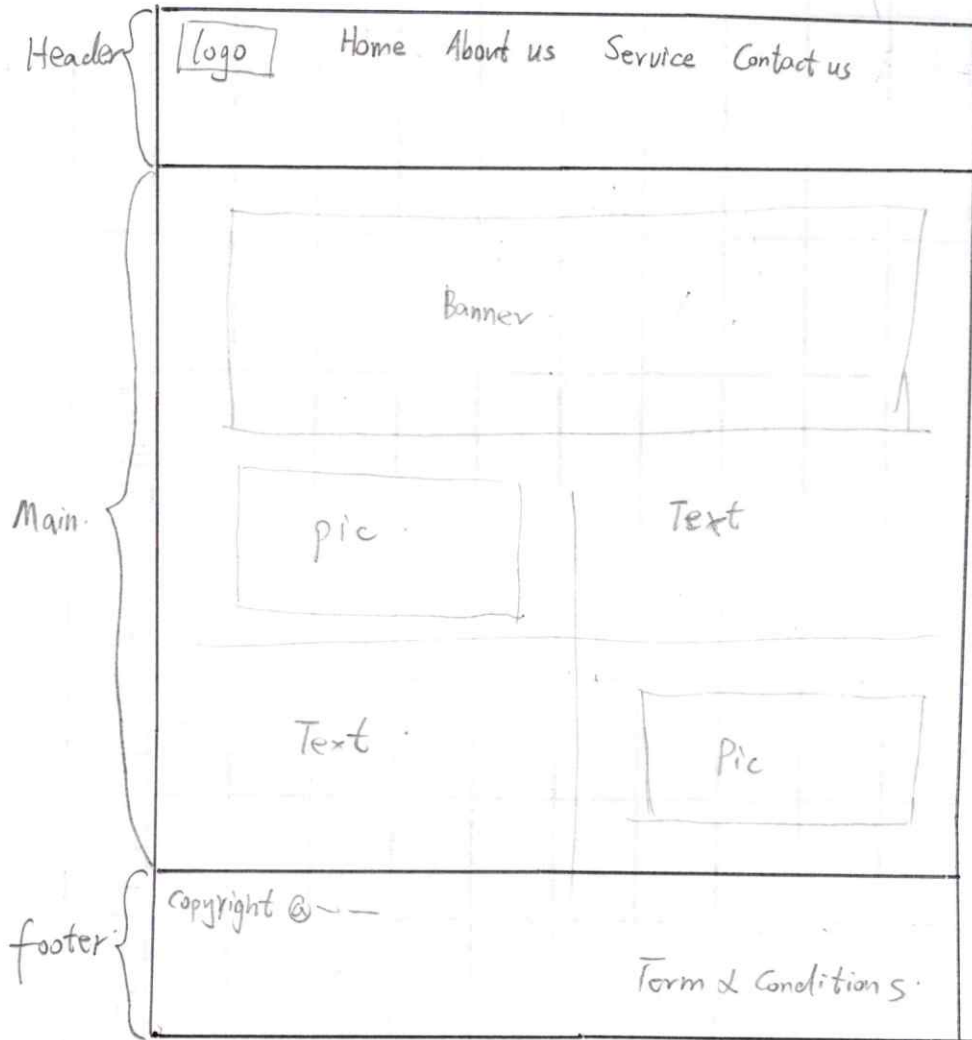 Header
logo Home About us Service Contact us
Banner
Main.
pic. Text
Text. Pic
footer
Copyright @~ —
Term & Conditions.